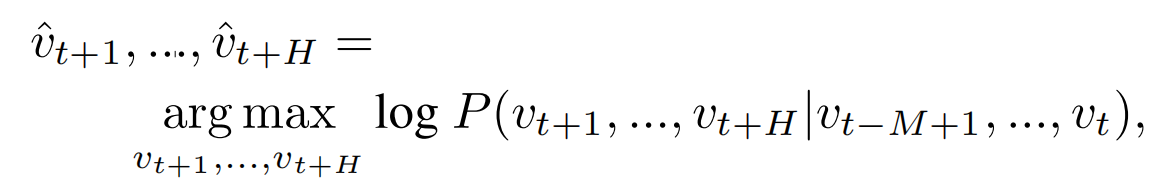 v̂_{t+1}, ..., v̂_{t+H} =
arg max log P(v_{t+1}, ..., v_{t+H}|v_{t−M+1}, ..., v_t),
v_{t+1},...,v_{t+H}